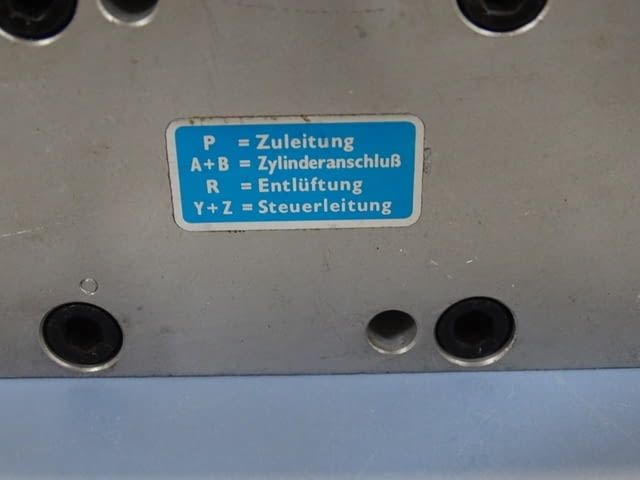 P = Zuleitung
A+B = Zylinderanschluß
R = Entlüftung
Y+Z = Steuerleitung